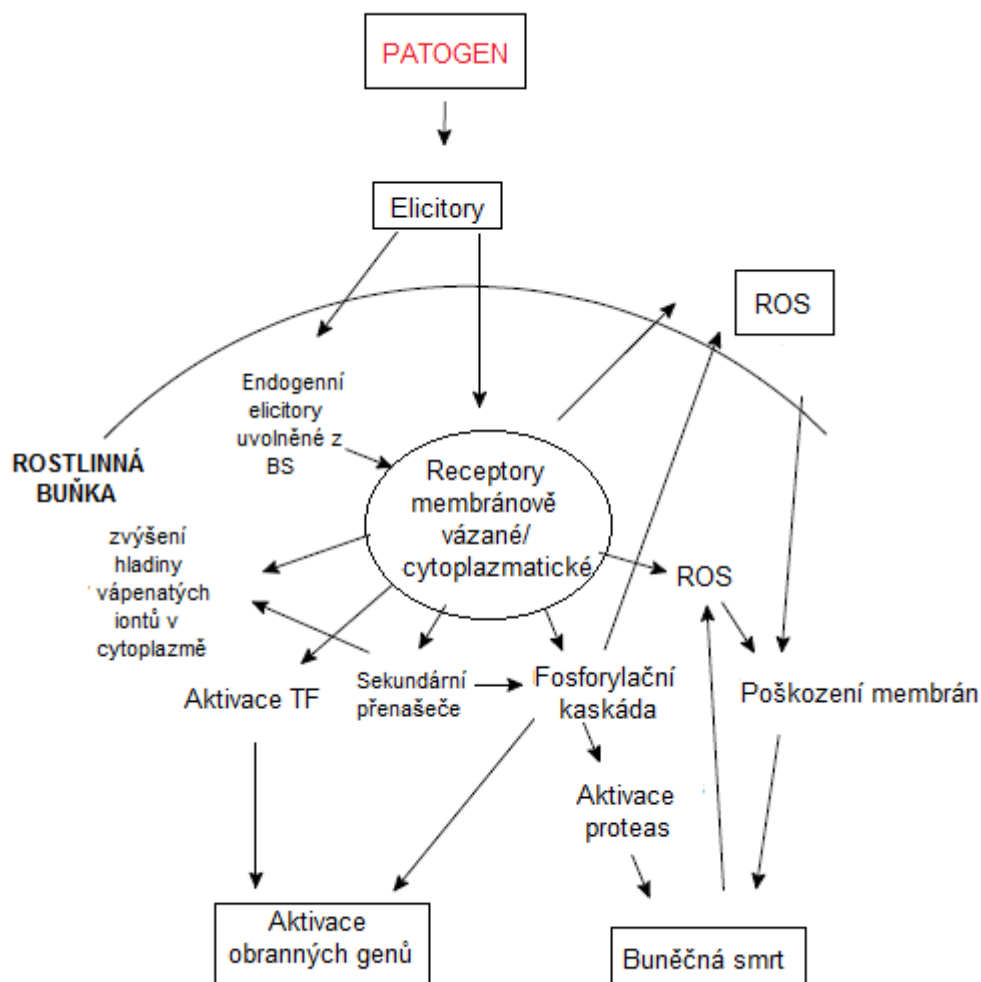 PATOGEN
Elicitory
ROS
Endogenní
elicitory
uvolněné z
BS
ROSTLINNÁ
BUŇKA
Receptory
membránově
vázané/
cytoplazmatické
zvýšení
hladiny
vápenatých
iontů v
cytoplazmě
ROS
Aktivace TF
Sekundární
přenašeče
Fosforylační
kaskáda
Poškození membrán
Aktivace
proteas
Aktivace
obranných genů
Buněčná smrt